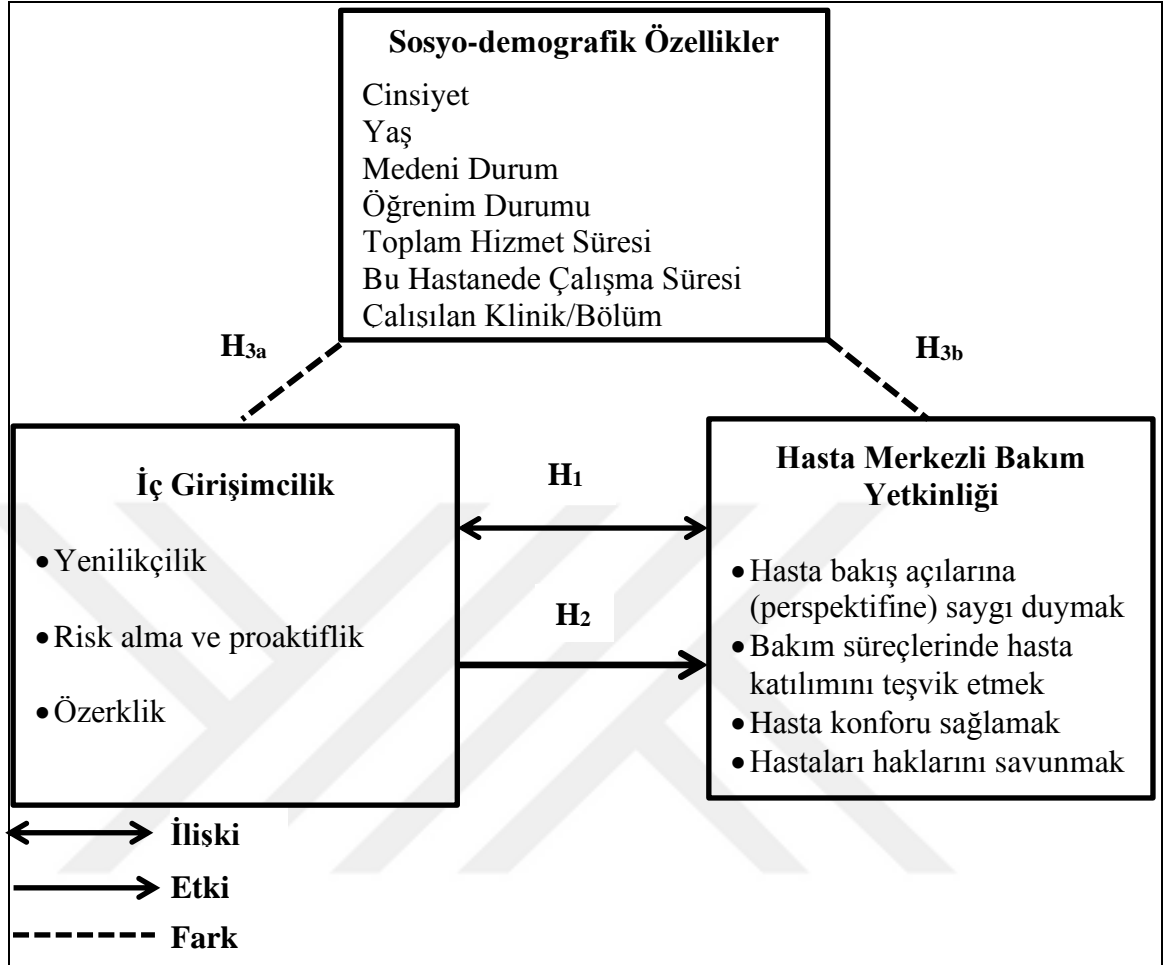 Sosyo-demografik Özellikler
Cinsiyet
Yaş
Medeni Durum
Öğrenim Durumu
Toplam Hizmet Süresi
Bu Hastanede Çalışma Süresi
Çalışılan Klinik/Bölüm
H3a
H3b
İç Girişimcilik
• Yenilikçilik
• Risk alma ve proaktiflik
• Özerklik
H1
H2
Hasta Merkezli Bakım
Yetkinliği
• Hasta bakış açılarına
(perspektifine) saygı duymak
• Bakım süreçlerinde hasta
katılımını teşvik etmek
• Hasta konforu sağlamak
• Hastaları haklarını savunmak
İlişki
Etki
Fark